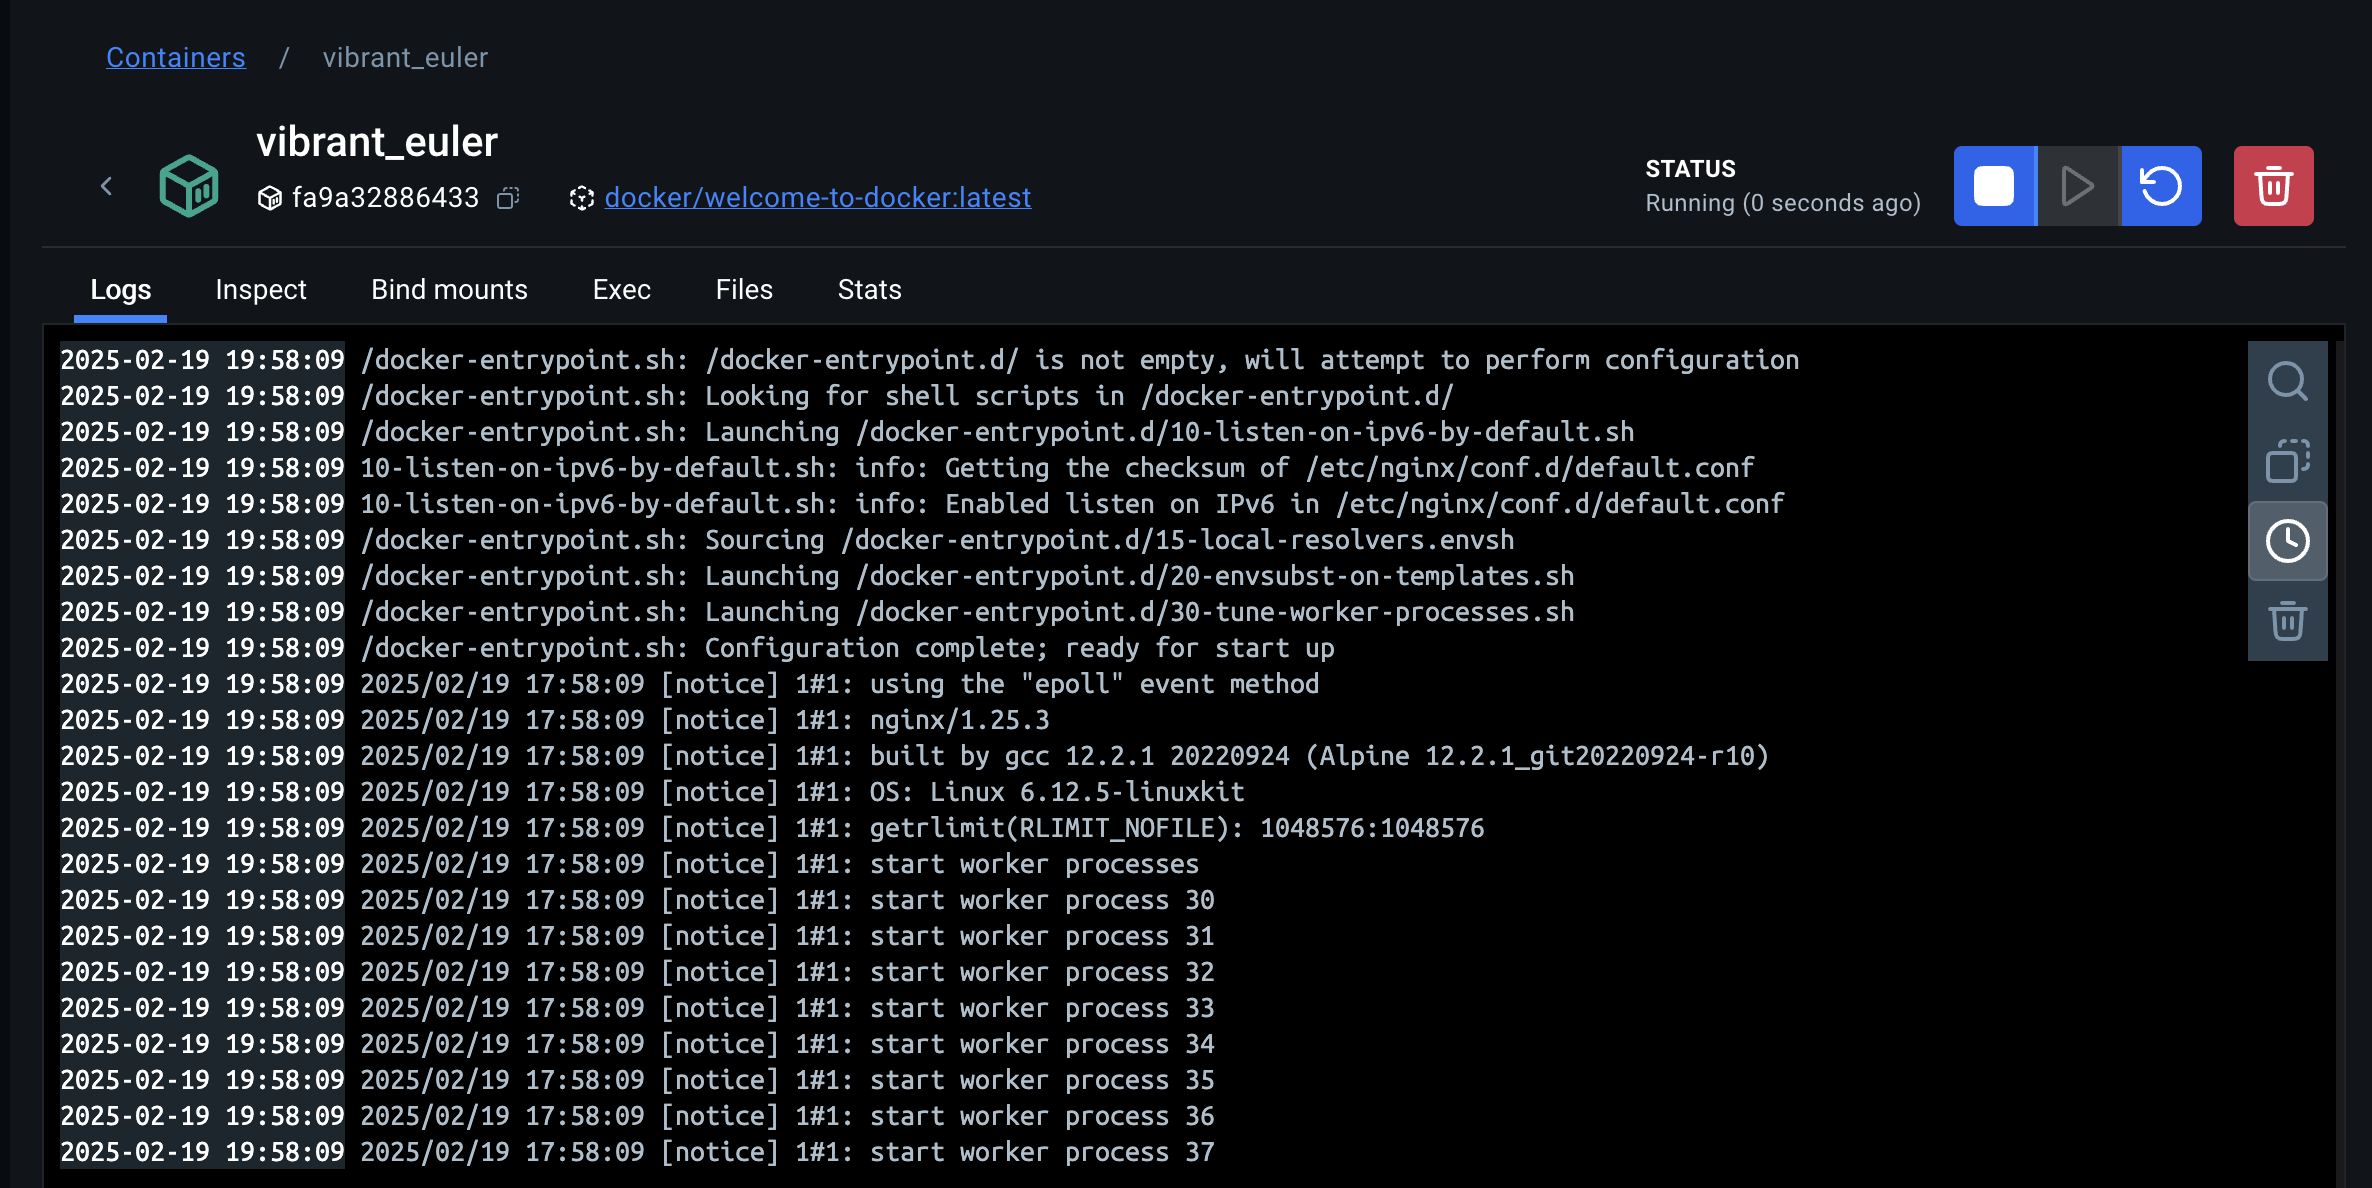 Containers / vibrant_euler
vibrant_euler
fa9a32886433 docker/welcome-to-docker:latest
STATUS
Running (0 seconds ago)
Logs Inspect Bind mounts Exec Files Stats
2025-02-19 19:58:09 /docker-entrypoint.sh: /docker-entrypoint.d/ is not empty, will attempt to perform configuration
2025-02-19 19:58:09 /docker-entrypoint.sh: Looking for shell scripts in /docker-entrypoint.d/
2025-02-19 19:58:09 /docker-entrypoint.sh: Launching /docker-entrypoint.d/10-listen-on-ipv6-by-default.sh
2025-02-19 19:58:09 10-listen-on-ipv6-by-default.sh: info: Getting the checksum of /etc/nginx/conf.d/default.conf
2025-02-19 19:58:09 10-listen-on-ipv6-by-default.sh: info: Enabled listen on IPv6 in /etc/nginx/conf.d/default.conf
2025-02-19 19:58:09 /docker-entrypoint.sh: Sourcing /docker-entrypoint.d/15-local-resolvers.envsh
2025-02-19 19:58:09 /docker-entrypoint.sh: Launching /docker-entrypoint.d/20-envsubst-on-templates.sh
2025-02-19 19:58:09 /docker-entrypoint.sh: Launching /docker-entrypoint.d/30-tune-worker-processes.sh
2025-02-19 19:58:09 /docker-entrypoint.sh: Configuration complete; ready for start up
2025-02-19 19:58:09 2025/02/19 17:58:09 [notice] 1#1: using the "epoll" event method
2025-02-19 19:58:09 2025/02/19 17:58:09 [notice] 1#1: nginx/1.25.3
2025-02-19 19:58:09 2025/02/19 17:58:09 [notice] 1#1: built by gcc 12.2.1 20220924 (Alpine 12.2.1_git20220924-r10)
2025-02-19 19:58:09 2025/02/19 17:58:09 [notice] 1#1: OS: Linux 6.12.5-linuxkit
2025-02-19 19:58:09 2025/02/19 17:58:09 [notice] 1#1: getrlimit(RLIMIT_NOFILE): 1048576:1048576
2025-02-19 19:58:09 2025/02/19 17:58:09 [notice] 1#1: start worker processes
2025-02-19 19:58:09 2025/02/19 17:58:09 [notice] 1#1: start worker process 30
2025-02-19 19:58:09 2025/02/19 17:58:09 [notice] 1#1: start worker process 31
2025-02-19 19:58:09 2025/02/19 17:58:09 [notice] 1#1: start worker process 32
2025-02-19 19:58:09 2025/02/19 17:58:09 [notice] 1#1: start worker process 33
2025-02-19 19:58:09 2025/02/19 17:58:09 [notice] 1#1: start worker process 34
2025-02-19 19:58:09 2025/02/19 17:58:09 [notice] 1#1: start worker process 35
2025-02-19 19:58:09 2025/02/19 17:58:09 [notice] 1#1: start worker process 36
2025-02-19 19:58:09 2025/02/19 17:58:09 [notice] 1#1: start worker process 37